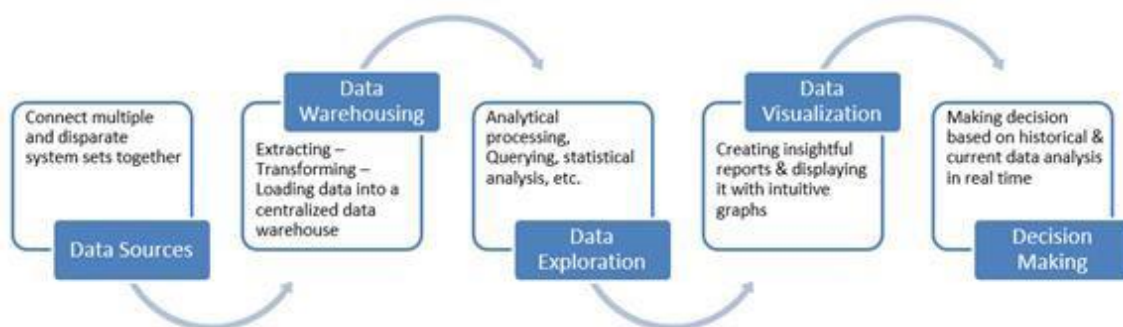 Connect multiple
and disparate
system sets together
Data Sources
Data
Warehousing
Extracting –
Transforming –
Loading data into a
centralized data
warehouse
Analytical
processing,
Querying, statistical
analysis, etc.
Data
Exploration
Data
Visualization
Creating insightful
reports & displaying
it with intuitive
graphs
Making decision
based on historical &
current data analysis
in real time
Decision
Making